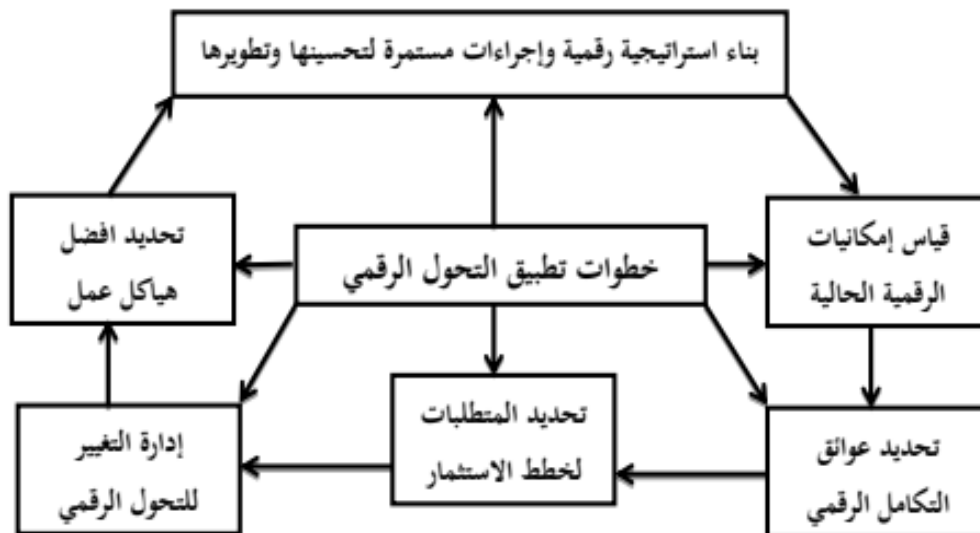 بناء استراتيجية رقمية وإجراءات مستمرة لتحسينها وتطويرها
قياس إمكانيات
الرقمية الحالية
خطوات تطبيق التحول الرقمي
تحديد افضل
هياكل عمل
تحديد عوائق
التكامل الرقمي
تحديد المتطلبات
لخطط الاستثمار
إدارة التغيير
للتحول الرقمي